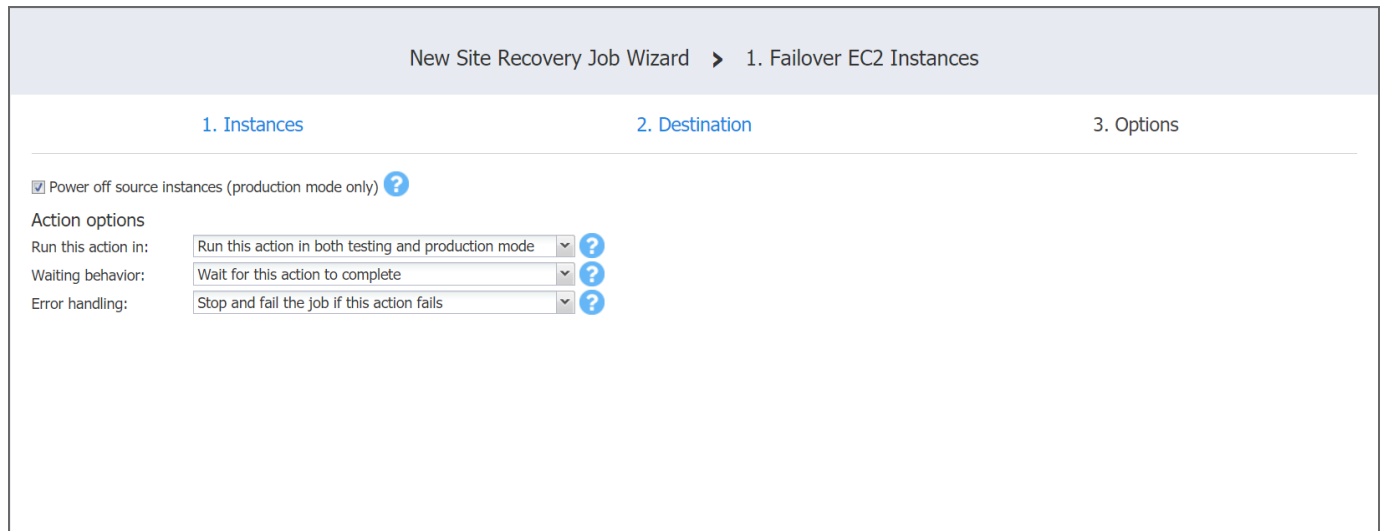 New Site Recovery Job Wizard > 1. Failover EC2 Instances
1. Instances 2. Destination 3. Options
Power off source instances (production mode only) ?
Action options
Run this action in: Run this action in both testing and production mode ?
Waiting behavior: Wait for this action to complete ?
Error handling: Stop and fail the job if this action fails ?